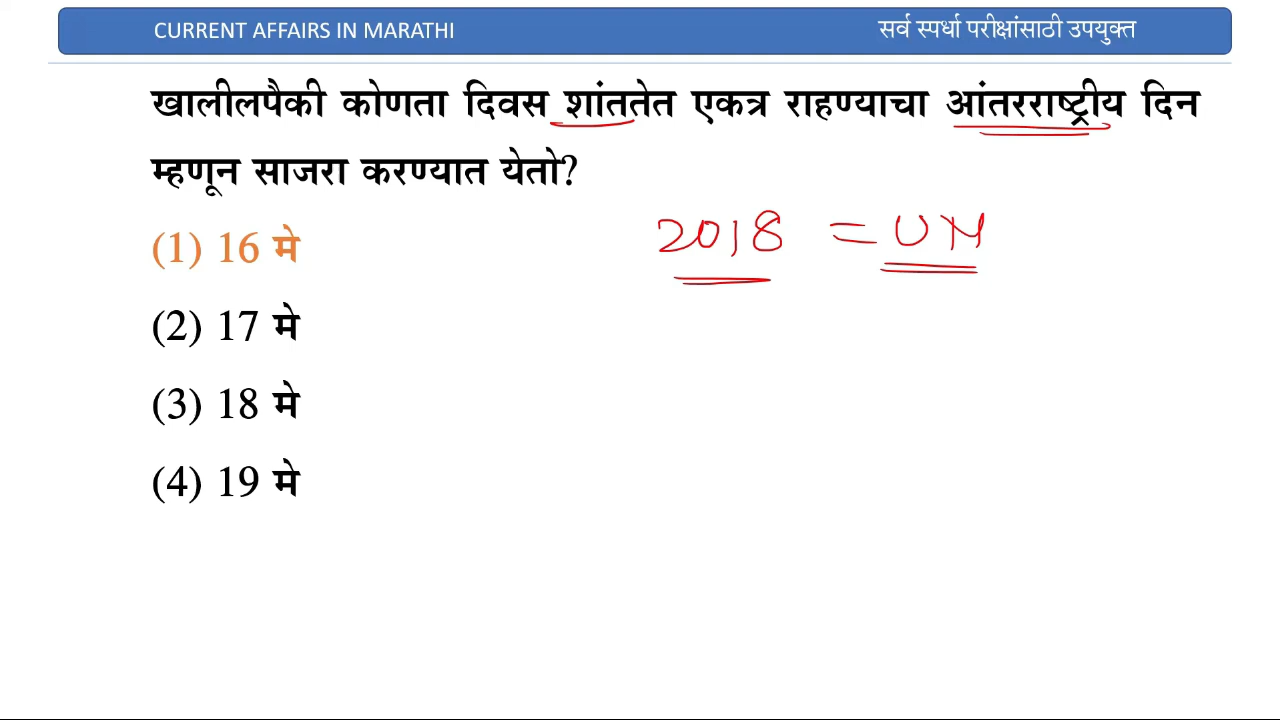 CURRENT AFFAIRS IN MARATHI
सर्व स्पर्धा परीक्षांसाठी उपयुक्त
खालीलपैकी कोणता दिवस शांततेत एकत्र राहण्याचा आंतरराष्ट्रीय दिन
म्हणून साजरा करण्यात येतो?
(1) 16 मे
2018 = UN
(2) 17 मे
(3) 18 मे
(4) 19 मे